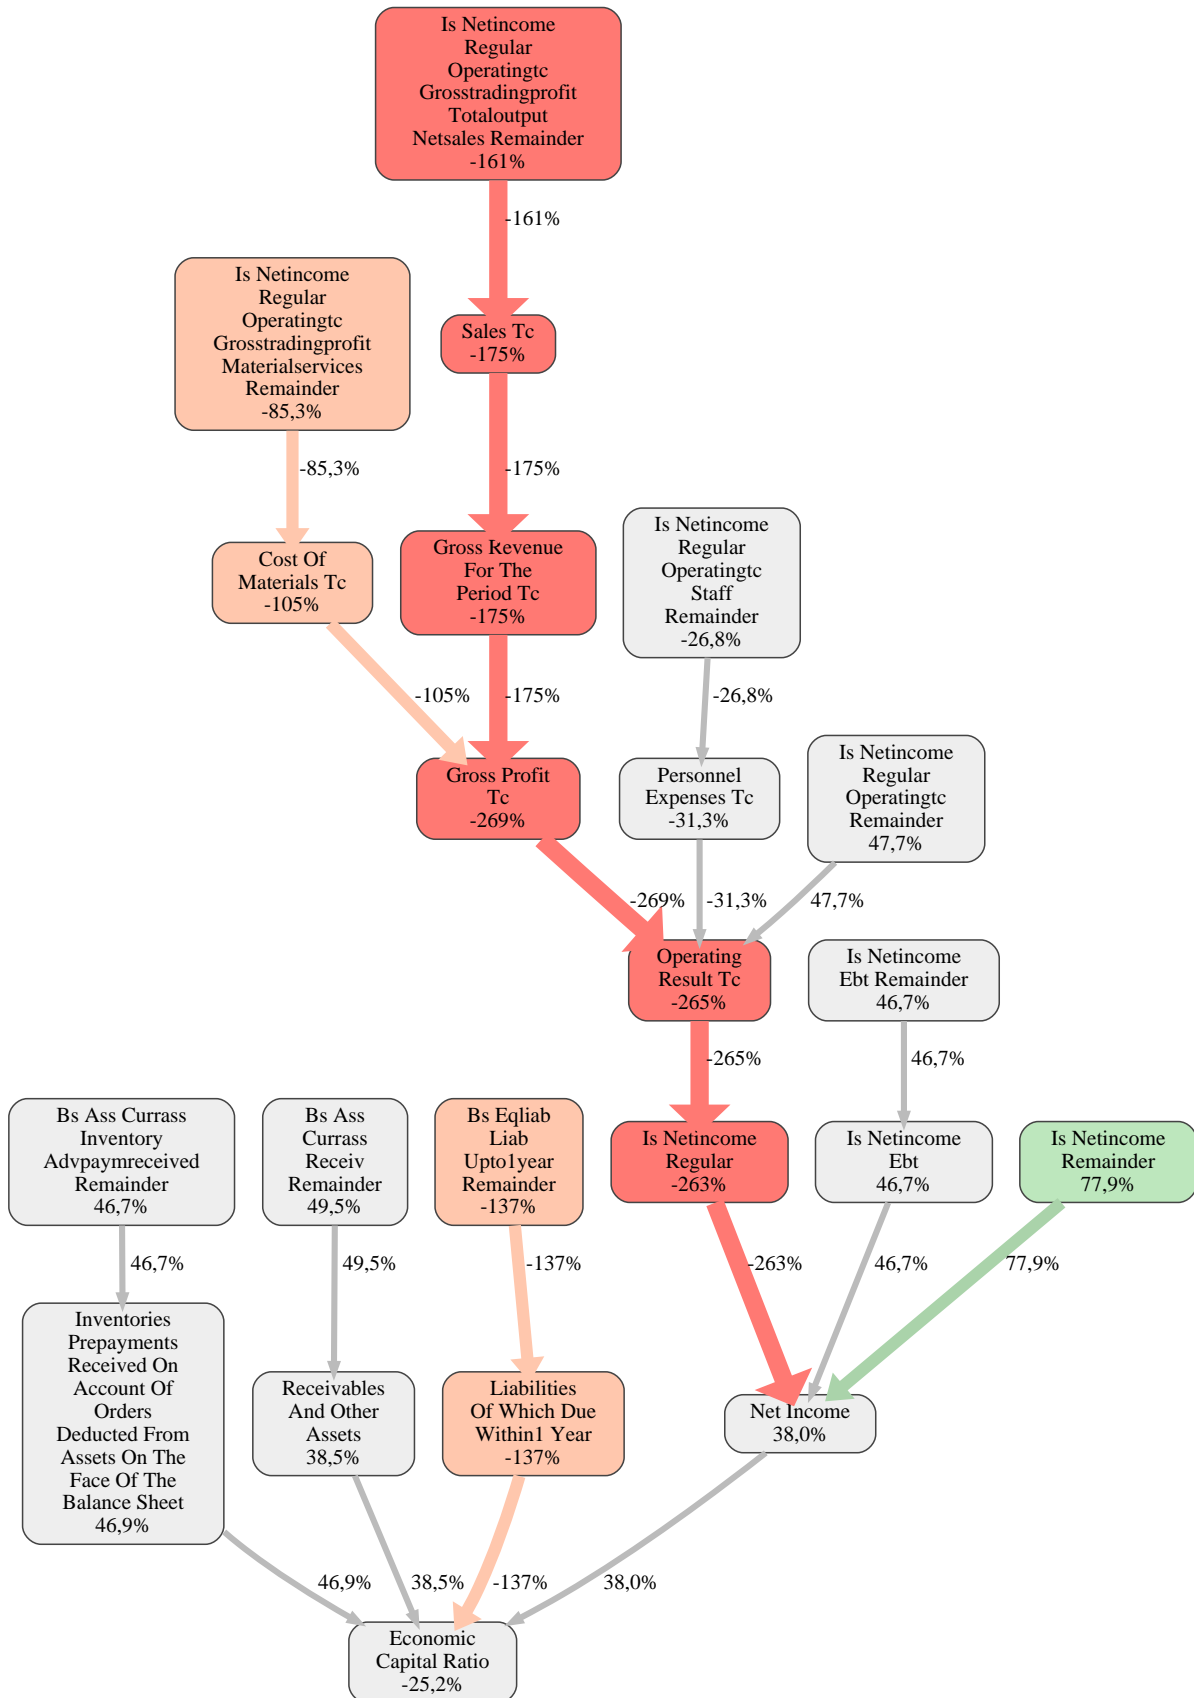 Is Netincome
Regular
Operatingtc
Grosstradingprofit
Totaloutput
Netsales Remainder
-161%
-161%
Is Netincome
Regular
Operatingtc
Grosstradingprofit
Materialservices
Remainder
-85,3%
Sales Tc
-175%
-85,3%
-175%
Is Netincome
Regular
Operatingtc
Staff
Remainder
-26,8%
Cost Of
Materials Tc
-105%
Gross Revenue
For The
Period Tc
-175%
-105%
-175%
-26,8%
Is Netincome
Regular
Operatingtc
Remainder
47,7%
Gross Profit
Tc
-269%
Personnel
Expenses Tc
-31,3%
-269%
-31,3%
47,7%
Operating
Result Tc
-265%
Is Netincome
Ebt Remainder
46,7%
-265%
46,7%
Bs Ass Currass
Inventory
Advpaymreceived
Remainder
46,7%
Bs Ass
Currass
Receiv
Remainder
49,5%
Bs Eqliab
Liab
Upto1year
Remainder
-137%
Is Netincome
Regular
-263%
Is Netincome
Ebt
46,7%
Is Netincome
Remainder
77,9%
46,7%
49,5%
-137%
-263%
46,7%
77,9%
Inventories
Prepayments
Received On
Account Of
Orders
Deducted From
Assets On The
Face Of The
Balance Sheet
46,9%
Receivables
And Other
Assets
38,5%
Liabilities
Of Which Due
Within1 Year
-137%
Net Income
38,0%
46,9%
38,5%
-137%
38,0%
Economic
Capital Ratio
-25,2%